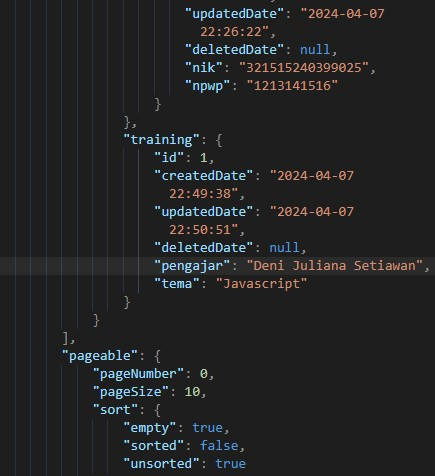 "updatedDate": "2024-04-07
22:26:22",
"deletedDate": null,
"nik": "321515240399025",
"npwp": "1213141516"
}
},
"training": {
"id": 1,
"createdDate": "2024-04-07
22:49:38",
"updatedDate": "2024-04-07
22:50:51",
"deletedDate": null,
"pengajar": "Deni Juliana Setiawan",
"tema": "Javascript"
}
}
],
"pageable": {
"pageNumber": 0,
"pageSize": 10,
"sort": {
"empty": true,
"sorted": false,
"unsorted": true